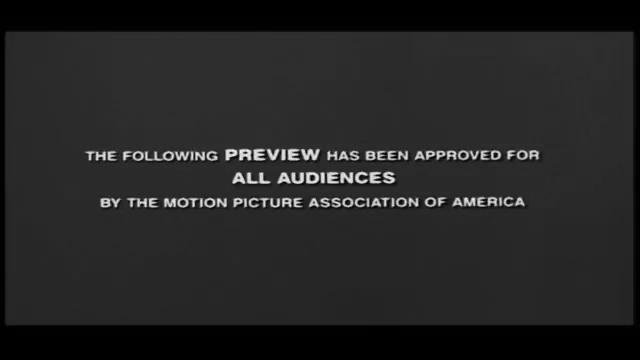 THE FOLLOWING PREVIEW HAS BEEN APPROVED FOR
ALL AUDIENCES
BY THE MOTION PICTURE ASSOCIATION OF AMERICA